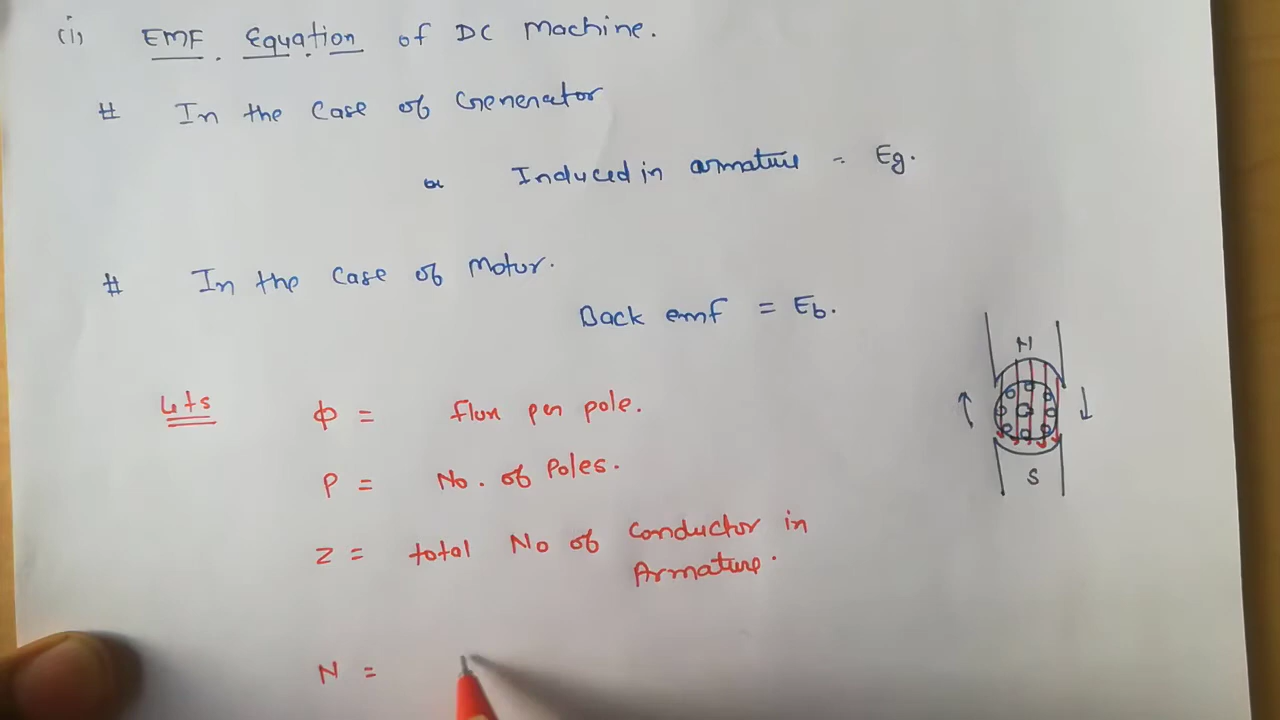 (i) EMF Equation of DC Machine.
# In the Case of Generator
or Induced in armature = Eg.
# In the Case of Motor.
Back emf = Eb.
N
Lets Φ = flux per pole.
P = No. of Poles.
S
Z = total No of Conductor in
Armature.
N =